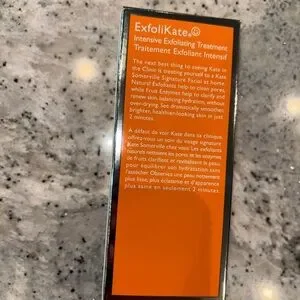 ExfoliKate®
Intensive Exfoliating Treatment
Traitement Exfoliant Intensif
The next best thing to seeing Kate in
the Clinic is treating yourself to a Kate
Somerville Signature Facial at home.
Natural Exfoliants help to clear pores
while Fruit Enzymes help to clarify and
renew skin, balancing hydration, without
over-drying. See dramatically smoother,
brighter, healthier-looking skin in just
2 minutes.
A défaut de voir Kate dans la clinique,
offrez-vous un soin du visage signature
Kate Somerville chez vous! Les exfoliants
naturels nettoient les pores et les enzymes
de fruits clarifient et revitalisent la peau
pour équilibrer son hydratation sans
l'assécher. Observez une peau nettement
plus lisse, plus éclatante et d'apparence
plus saine en seulement 2 minutes.